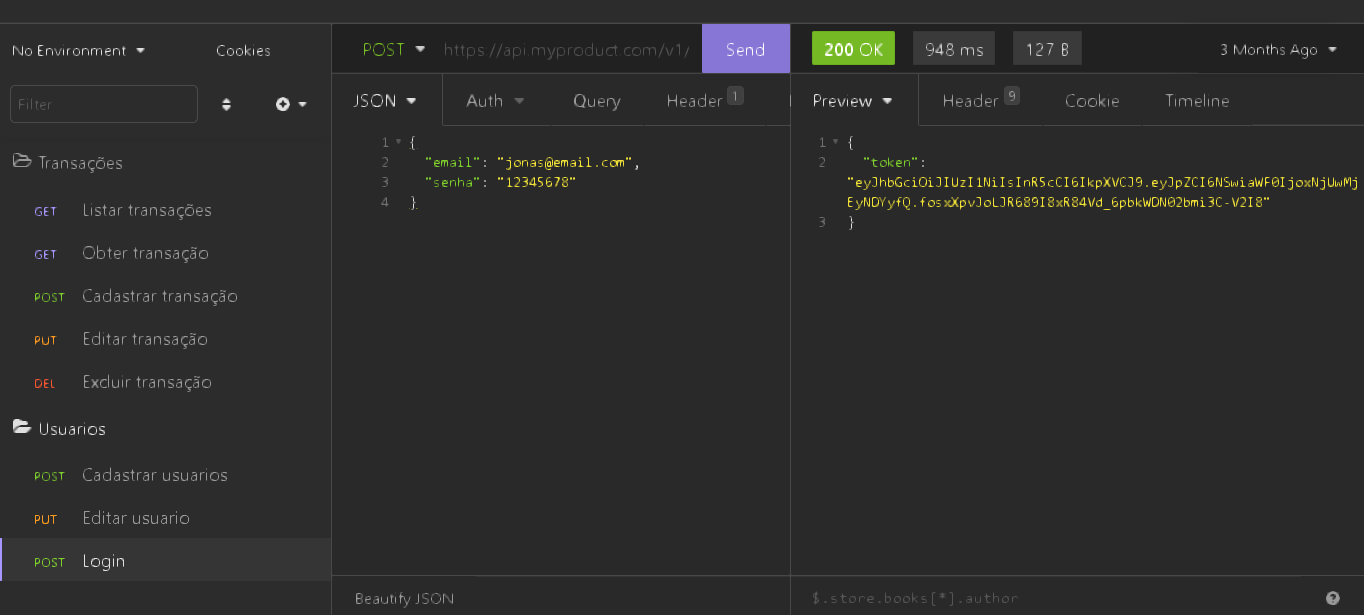 No Environment
Cookies
Filter
Transações
GET Listar transações
GET Obter transação
POST Cadastrar transação
PUT Editar transação
DEL Excluir transação
Usuarios
POST Cadastrar usuarios
PUT Editar usuario
POST Login
POST https://api.myproduct.com/v1/ Send
JSON Auth Query Header 1
1 {
2 "email": "jonas@email.com",
3 "senha": "12345678"
4 }
Beautify JSON
200 OK 948 ms 127 B 3 Months Ago
Preview Header 9 Cookie Timeline
1 {
2 "token":
"eyJhbGciOiJIUzI1NiIsInR5cCI6IkpXVCJ9.eyJpZCI6NSwiaWF0IjoxNjUwMj
EyNDYyfQ.fosxXpvJoLJR689I8xR84Vd_6pbkWDN02bmi3C-V2I8"
3 }
$.store.books[*].author